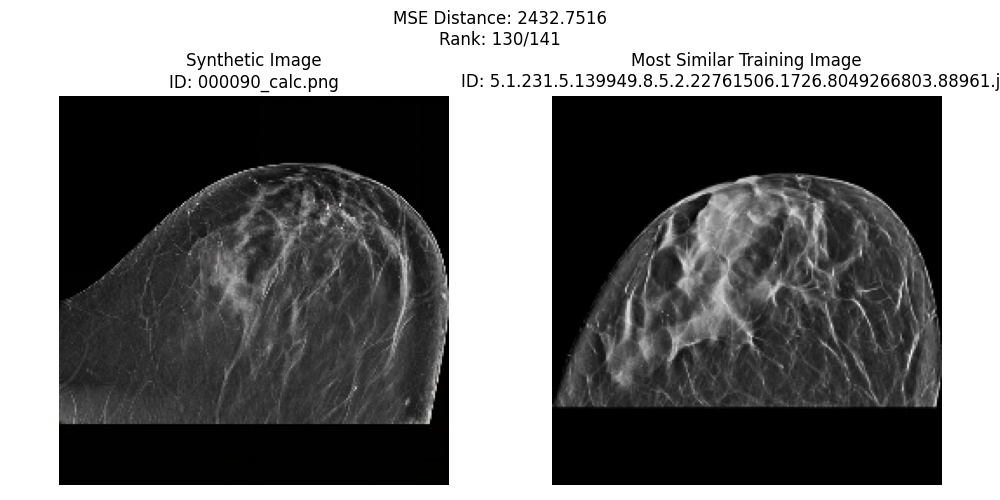 MSE Distance: 2432.7516
Rank: 130/141
Synthetic Image
ID: 000090_calc.png
Most Similar Training Image
ID: 5.1.231.5.139949.8.5.2.22761506.1726.8049266803.88961.j